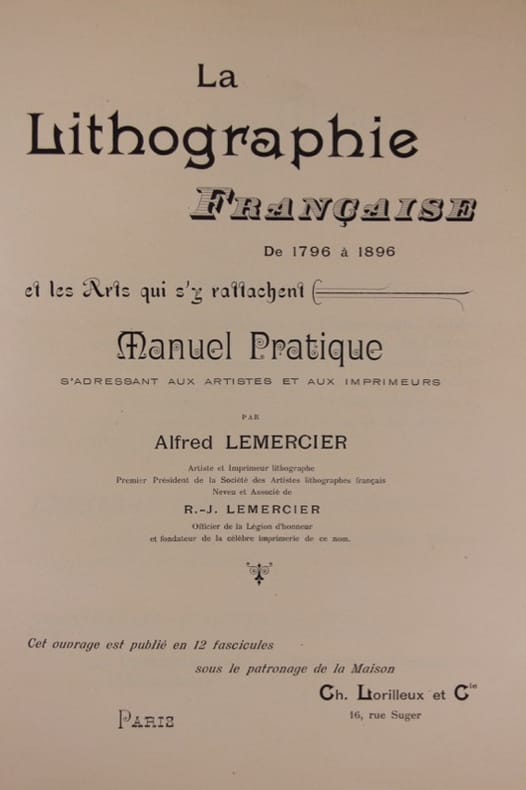 La
Lithographie
FRANÇAISE
De 1796 à 1896
et les Arts qui s'y rattachent
Manuel Pratique
S'ADRESSANT AUX ARTISTES ET AUX IMPRIMEURS
PAR
Alfred LEMERCIER
Artiste et Imprimeur lithographe
Premier Président de la Société des Artistes lithographes français
Neveu et Associé de
R.-J. LEMERCIER
Officier de la Légion d'honneur
et fondateur de la célèbre imprimerie de ce nom.
Cet ouvrage est publié en 12 fascicules
sous le patronage de la Maison
Ch. Lorilleux et Cie
16, rue Suger
PARIS